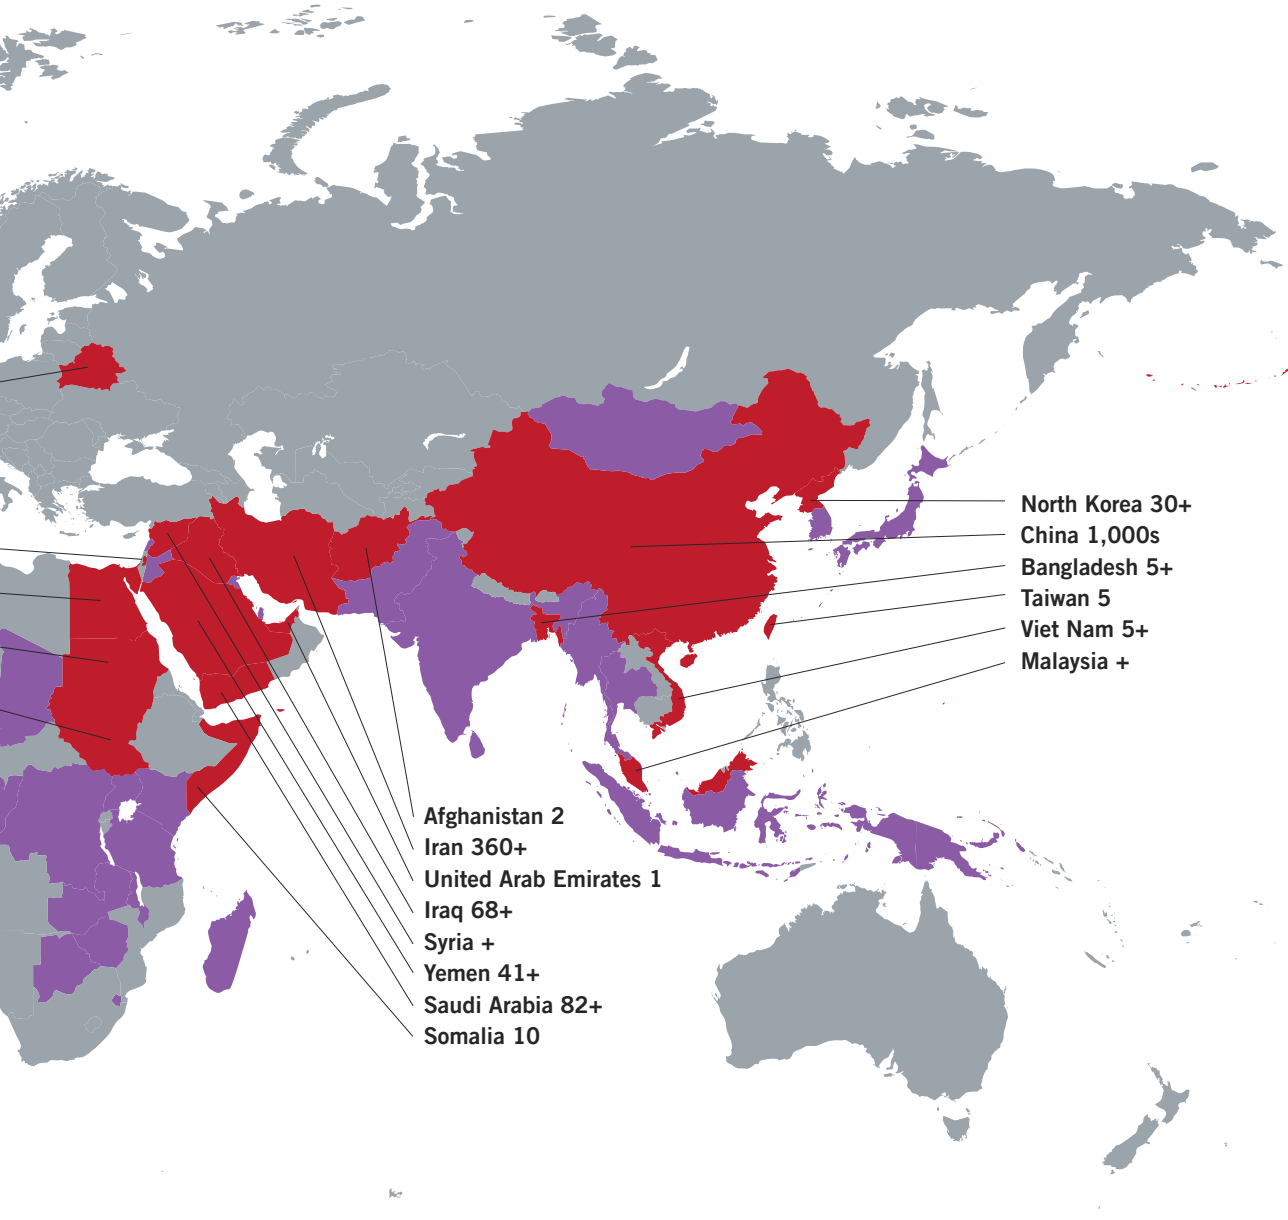 North Korea 30+
China 1,000s
Bangladesh 5+
Taiwan 5
Viet Nam 5+
Malaysia +
Afghanistan 2
Iran 360+
United Arab Emirates 1
Iraq 68+
Syria +
Yemen 41+
Saudi Arabia 82+
Somalia 10